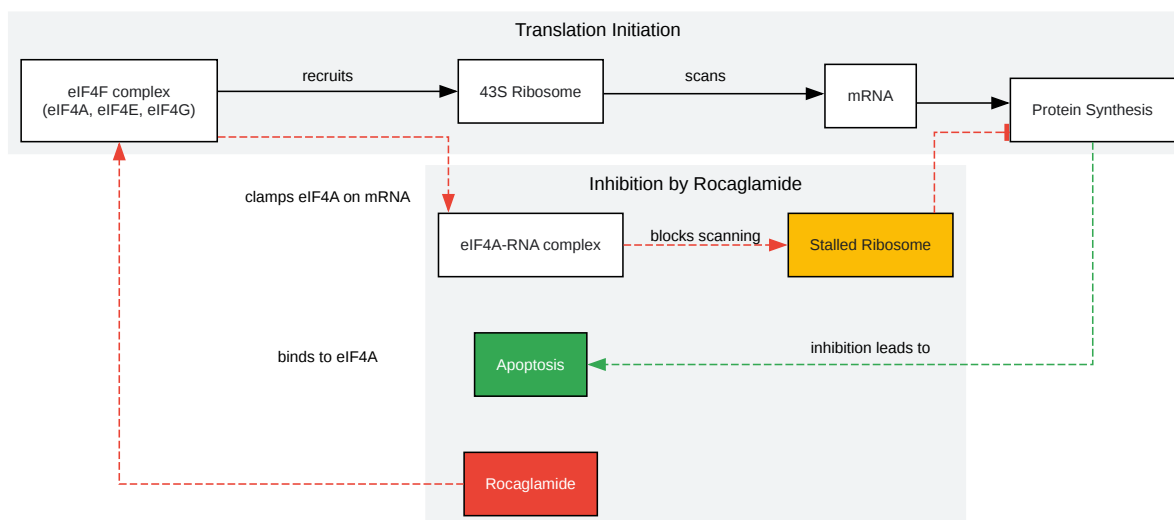 Translation Initiation
eIF4F complex
(eIF4A, eIF4E, eIF4G)
recruits
43S Ribosome
scans
mRNA
Protein Synthesis
Inhibition by Rocaglamide
clamps eIF4A on mRNA
eIF4A-RNA complex
blocks scanning
Stalled Ribosome
binds to eIF4A
Apoptosis
inhibition leads to
Rocaglamide